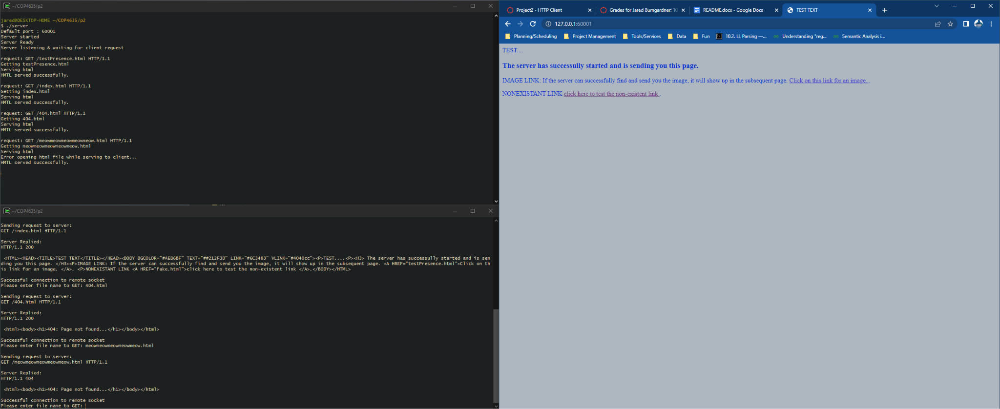 ~/COP4635/p2
jared@DESKTOP-HOME ~/COP4635/p2
$ ./server
Default port : 60001
Server started
Server Ready
Server listening & waiting for client request
request: GET /testPresence.html HTTP/1.1
Getting testPresence.html
Serving html
HMTL served successfully.
request: GET /index.html HTTP/1.1
Getting index.html
Serving html
HMTL served successfully.
request: GET /404.html HTTP/1.1
Getting 404.html
Serving html
HMTL served successfully.
request: GET /meowmeowmeowmeowmeow.html HTTP/1.1
Getting meowmeowmeowmeowmeow.html
Serving html
Error opening html file while serving to client...
HMTL served successfully.
~/COP4635/p2
Sending request to server:
GET /index.html HTTP/1.1
Server Replied:
HTTP/1.1 200
<HTML><HEAD><TITLE>TEST TEXT</TITLE></HEAD><BODY BGCOLOR="#AEB6BF" TEXT="##212F3D" LINK="#6C3483" VLINK="#4040cc"><P>TEST....<P><H3> The server has successully started and is sen
ding you this page. </H3><P>IMAGE LINK: If the server can successfully find and send you the image, it will show up in the subsequent page. <A HREF="testPresence.html">Click on th
is link for an image. </A>. <P>NONEXISTANT LINK <A HREF="fake.html">click here to test the non-existent link </A>.</BODY></HTML>
Successful connection to remote socket
Please enter file name to GET: 404.html
Sending request to server:
GET /404.html HTTP/1.1
Server Replied:
HTTP/1.1 200
<html><body><h1>404: Page not found...</h1></body></html>
Successful connection to remote socket
Please enter file name to GET: meowmeowmeowmeowmeow.html
Sending request to server:
GET /meowmeowmeowmeowmeow.html HTTP/1.1
Server Replied:
HTTP/1.1 404
<html><body><h1>404: Page not found...</h1></body></html>
Successful connection to remote socket
Please enter file name to GET:
Project2 - HTTP Client
Grades for Jared Bumgardner: 10
README.docx - Google Docs
TEST TEXT
127.0.0.1:60001
Planning/Scheduling
Project Management
Tools/Services
Data
Fun
10.2. LL Parsing —...
Understanding "reg...
Semantic Analysis i...
TEST....
The server has successully started and is sending you this page.
IMAGE LINK: If the server can successfully find and send you the image, it will show up in the subsequent page. Click on this link for an image. .
NONEXISTANT LINK click here to test the non-existent link .